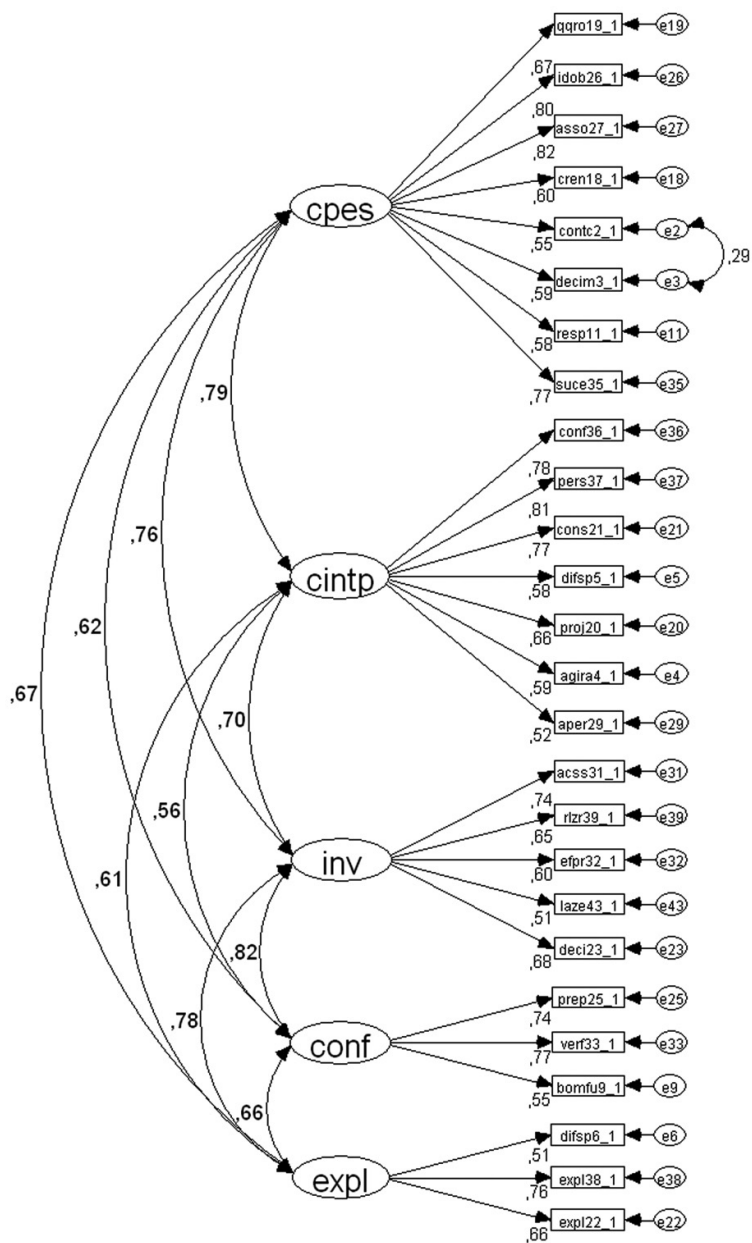 qqro19_1 e19
,67
idob26_1 e26
,80
asso27_1 e27
,82
cren18_1 e18
,60
cpes
contc2_1 e2
,55
,29
decim3_1 e3
,59
resp11_1 e11
,58
suce35_1 e35
,77
,79
conf36_1 e36
,78
pers37_1 e37
,81
cons21_1 e21
,77
,76
cintp
difsp5_1 e5
,58
,62
proj20_1 e20
,66
agira4_1 e4
,59
,67
,70
aper29_1 e29
,52
acss31_1 e31
,74
,56
rlzr39_1 e39
,65
inv
efpr32_1 e32
,60
,61
laze43_1 e43
,51
,82
deci23_1 e23
,68
prep25_1 e25
,74
,78
conf
verf33_1 e33
,77
bomfu9_1 e9
,55
,66
difsp6_1 e6
,51
expl
expl38_1 e38
,76
expl22_1 e22
,66